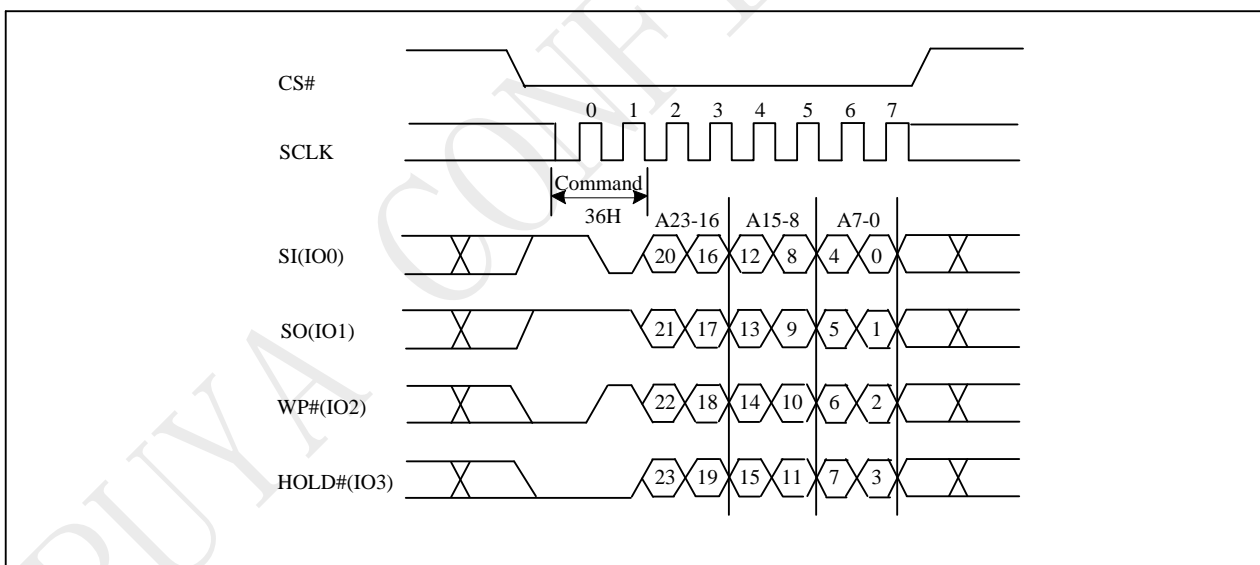 CS#
0 1 2 3 4 5 6 7
SCLK
Command
36H
A23-16 A15-8 A7-0
SI(IO0) 20 16 12 8 4 0
SO(IO1) 21 17 13 9 5 1
WP#(IO2) 22 18 14 10 6 2
HOLD#(IO3) 23 19 15 11 7 3
PUYA CONF